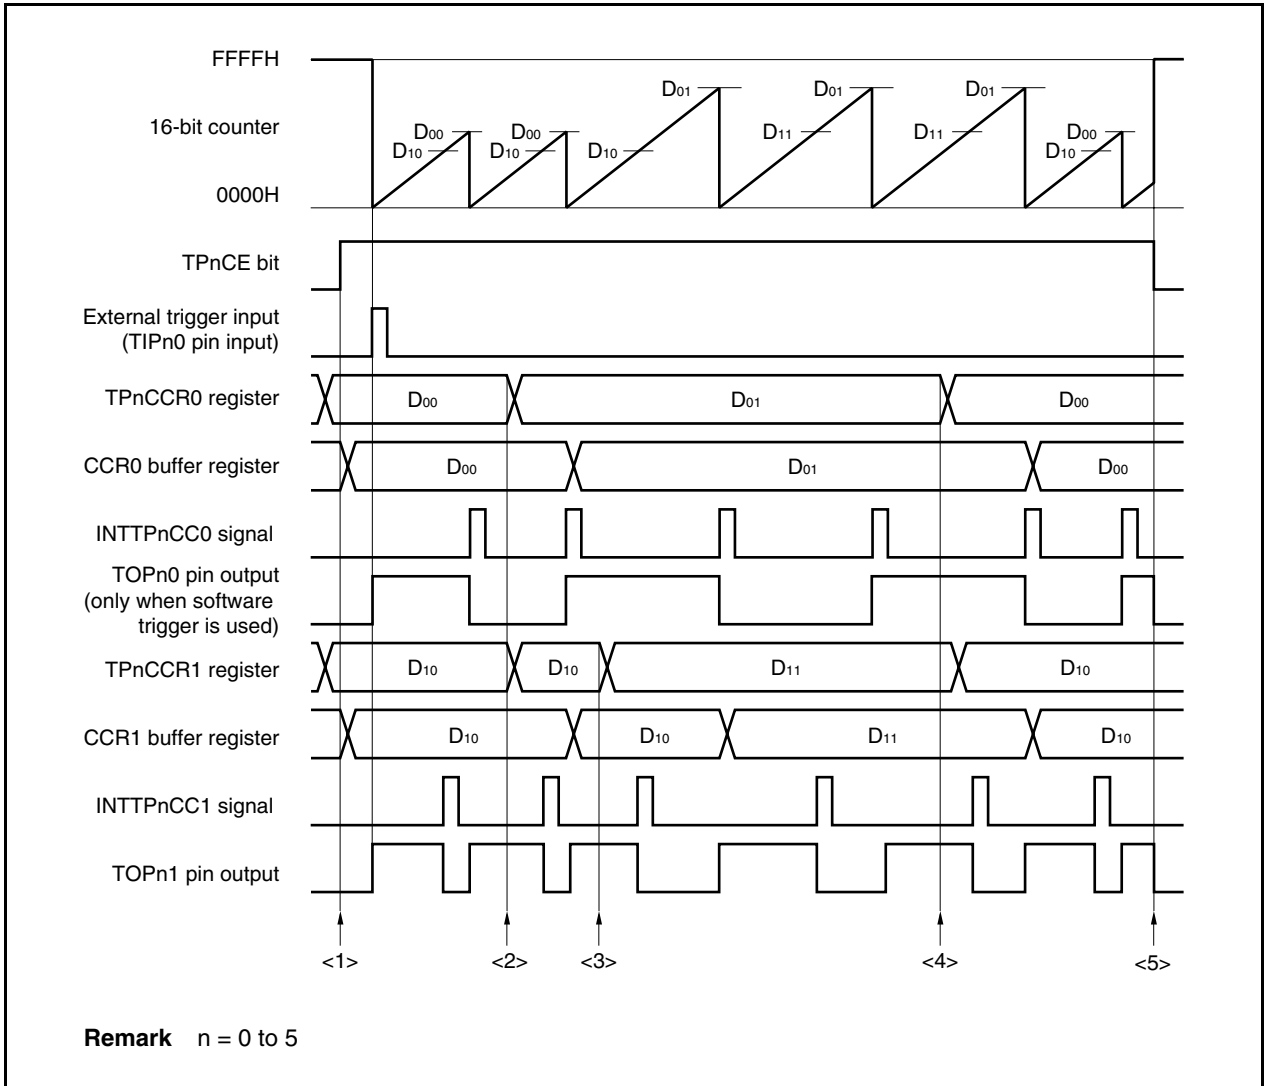 FFFFH
D01 D01 D01
16-bit counter
D00 D00 D11 D11 D00
D10 D10 D10 D10
0000H
TPnCE bit
External trigger input
(TIPn0 pin input)
TPnCCR0 register D00 D01 D00
CCR0 buffer register D00 D01 D00
INTTPnCC0 signal
TOPn0 pin output
(only when software
trigger is used)
TPnCCR1 register D10 D10 D11 D10
CCR1 buffer register D10 D10 D11 D10
INTTPnCC1 signal
TOPn1 pin output
<1> <2> <3> <4> <5>
Remark n = 0 to 5